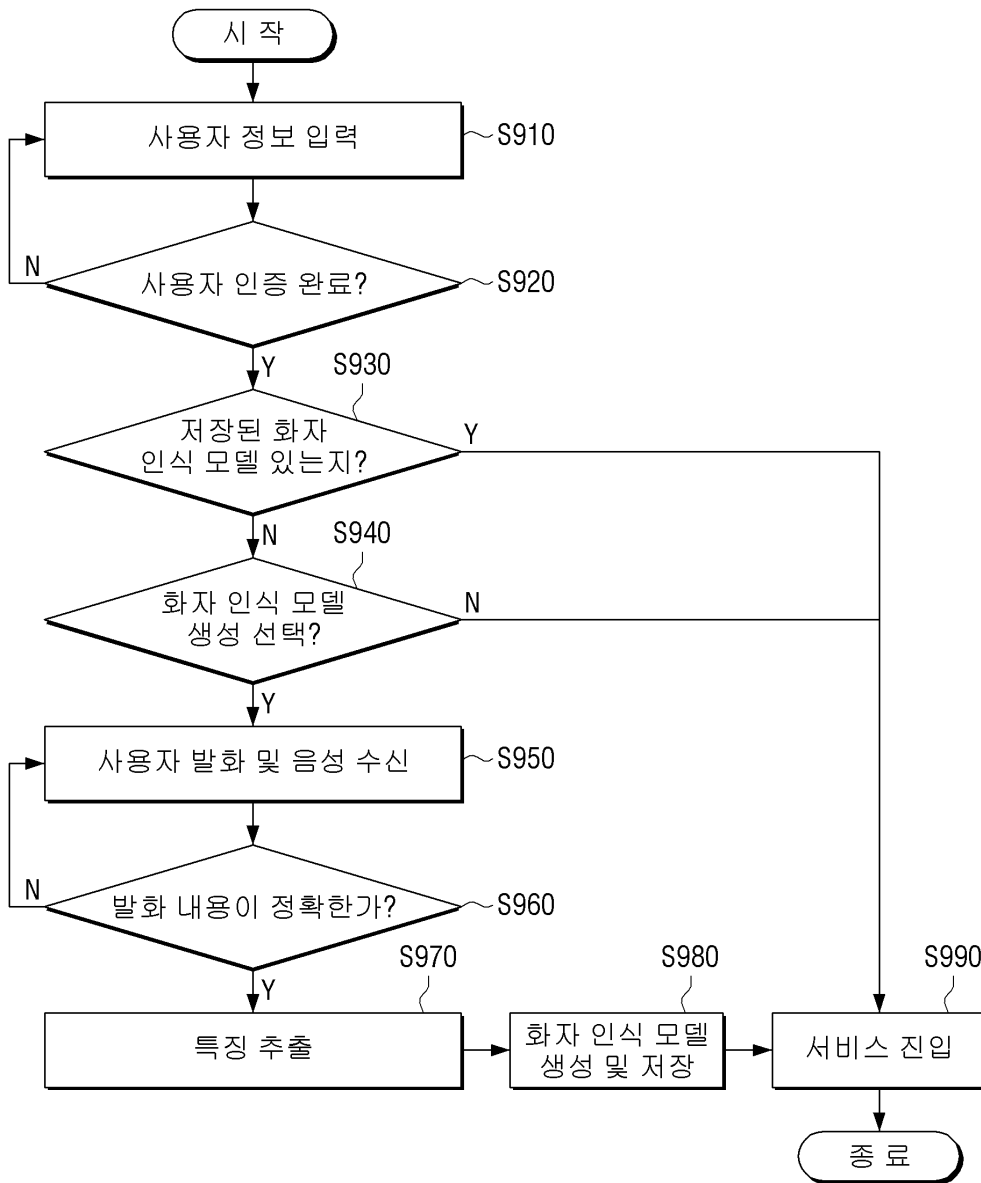 시 작
사용자 정보 입력
S910
사용자 인증 완료?
S920
N
Y
S930
저장된 화자
인식 모델 있는지?
Y
N
S940
화자 인식 모델
생성 선택?
N
Y
사용자 발화 및 음성 수신
S950
발화 내용이 정확한가?
S960
N
Y
S970
특징 추출
S980
화자 인식 모델
생성 및 저장
S990
서비스 진입
종 료